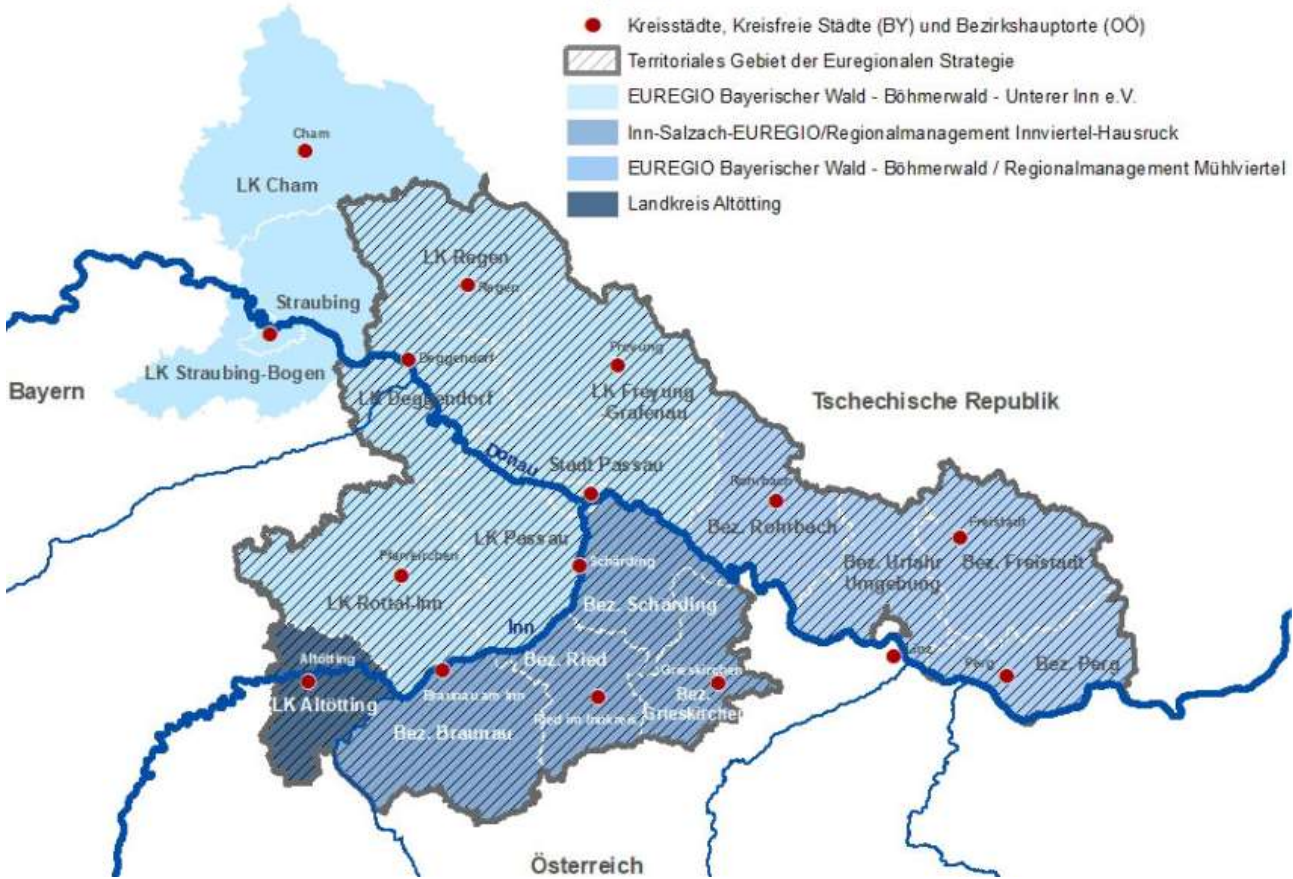 Kreisstädte, Kreisfreie Städte (BY) und Bezirkshauptorte (OÖ)
Territoriales Gebiet der Euregionalen Strategie
EUREGIO Bayerischer Wald - Böhmerwald - Unterer Inn e.V.
Inn-Salzach-EUREGIO/Regionalmanagement Innviertel-Hausruck
EUREGIO Bayerischer Wald - Böhmerwald / Regionalmanagement Mühlviertel
Landkreis Altötting
Cham
LK Cham
LK Regen
Regen
Straubing
Deggendorf
Freyung
LK Straubing-Bogen
LK Deggendorf
LK Freyung
-Grafenau
Bayern
Tschechische Republik
Donau
Stadt Passau
Rohrbach
Bez. Rohrbach
Freistadt
LK Passau
Bez. Urfahr
Umgebung
Bez. Freistadt
Pfarrkirchen
Schärding
LK Rottal-Inn
Bez. Schärding
Inn
Altötting
Bez. Ried
Linz
Perg
Bez. Perg
Grieskirchen
Braunau am Inn
LK Altötting
Bez.
Grieskirchen
Ried im Innkreis
Bez. Braunau
Österreich